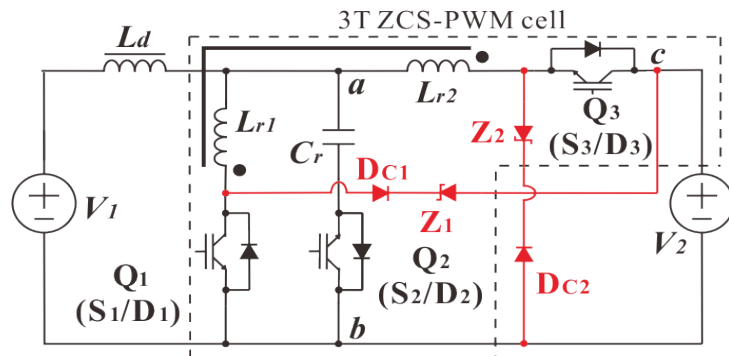 3T ZCS-PWM cell
Ld
a
Lr2
c
Q3
(S3/D3)
Lr1
Cr
Z2
DC1
Z1
V1
V2
Q1
(S1/D1)
Q2
(S2/D2)
DC2
b